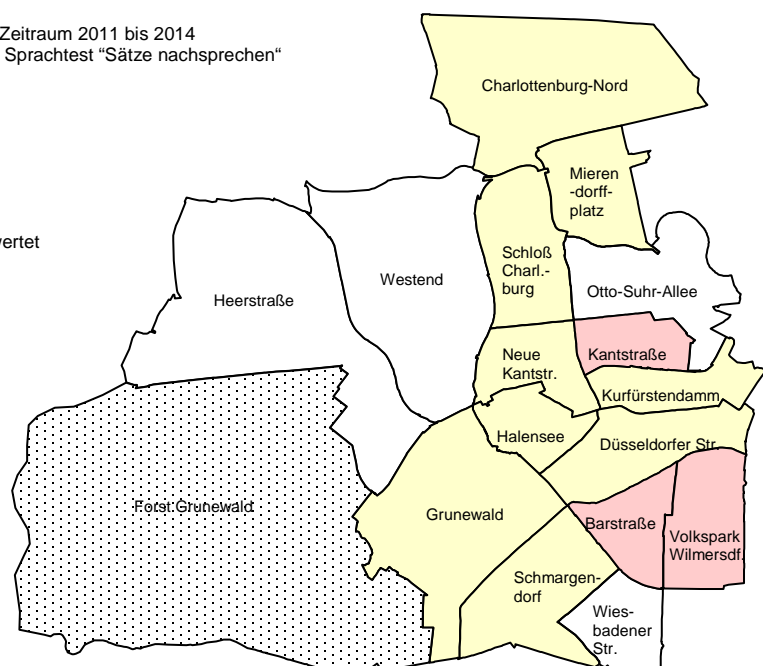 Zeitraum 2011 bis 2014
Sprachtest “Sätze nachsprechen“
Charlottenburg-Nord
Mieren
-dorff-
platz
wertet
Schloß
Charl.-
burg
Westend
Heerstraße
Otto-Suhr-Allee
Neue
Kantstr.
Kantstraße
Kurfürstendamm
Halensee
Düsseldorfer Str.
Forst Grunewald
Grunewald
Barstraße
Volkspark
Wilmersdf.
Schmargen-
dorf
Wies-
badener
Str.